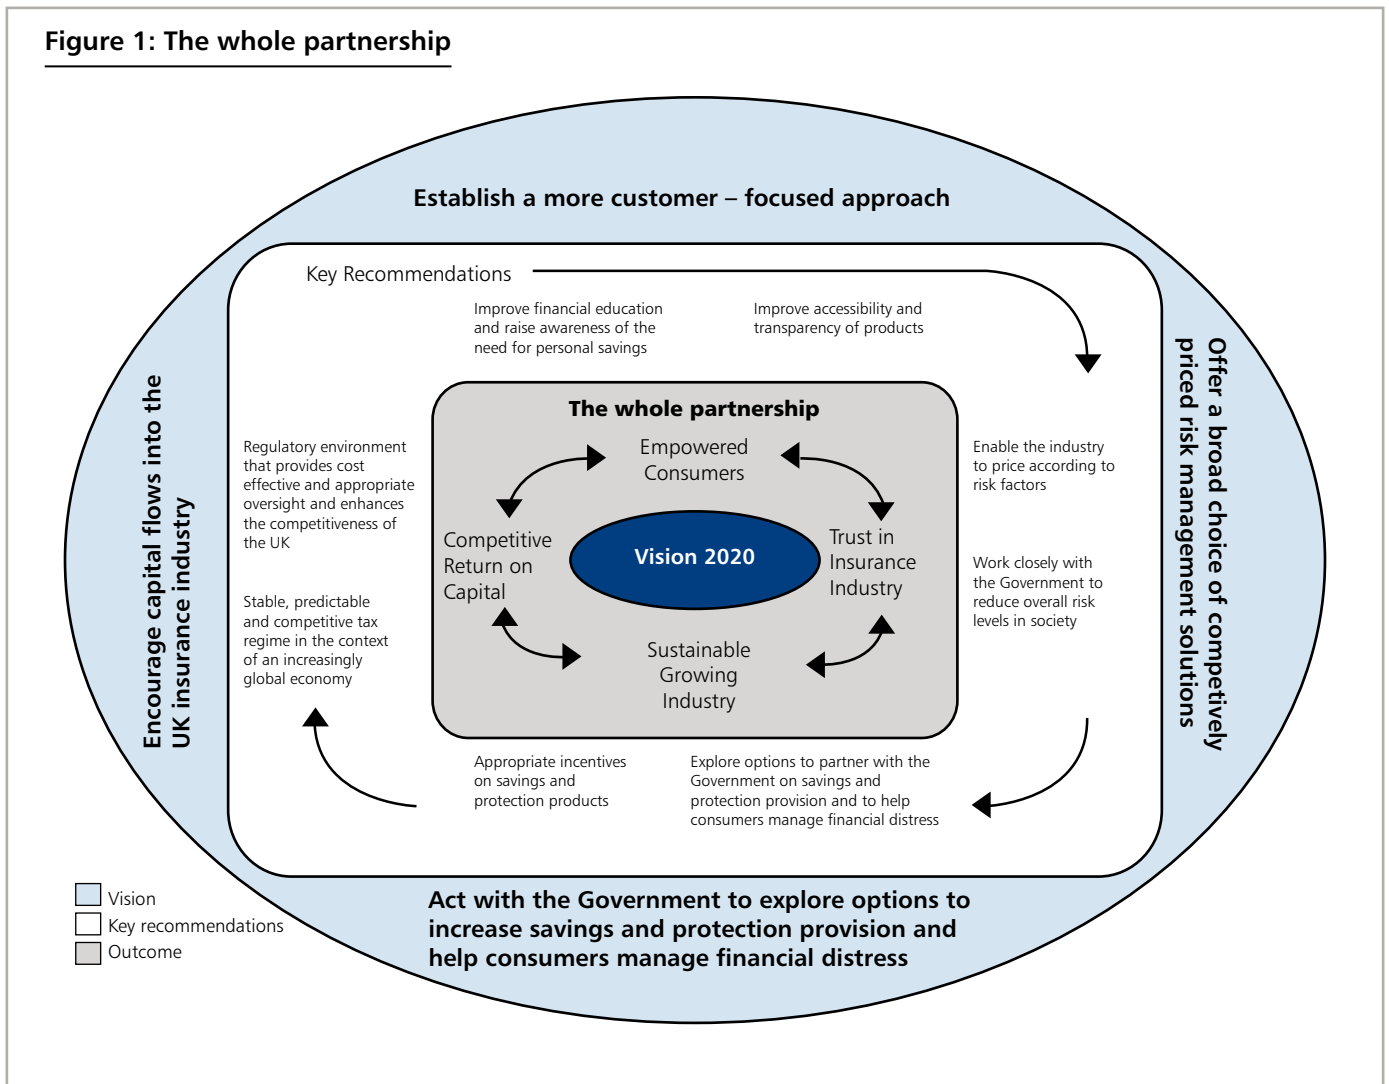 Figure 1: The whole partnership
Establish a more customer – focused approach
Key Recommendations
Improve financial education
and raise awareness of the
need for personal savings
Improve accessibility and
transparency of products
Offer a broad choice of competively
priced risk management solutions
Enable the industry
to price according to
risk factors
Work closely with
the Government to
reduce overall risk
levels in society
Explore options to partner with the
Government on savings and
protection provision and to help
consumers manage financial distress
Appropriate incentives
on savings and
protection products
Regulatory environment
that provides cost
effective and appropriate
oversight and enhances
the competitiveness of
the UK
Stable, predictable
and competitive tax
regime in the context
of an increasingly
global economy
Encourage capital flows into the
UK insurance industry
The whole partnership
Empowered
Consumers
Competitive
Return on
Capital
Vision 2020
Trust in
Insurance
Industry
Sustainable
Growing
Industry
Act with the Government to explore options to
increase savings and protection provision and
help consumers manage financial distress
Vision
Key recommendations
Outcome